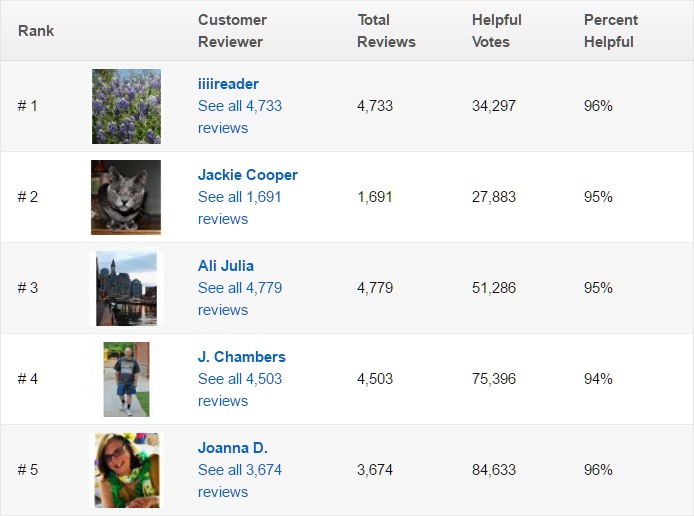 Rank Customer Reviewer Total Reviews Helpful Votes Percent Helpful
# 1 iiiireader 4,733 34,297 96%
See all 4,733
reviews
# 2 Jackie Cooper 1,691 27,883 95%
See all 1,691
reviews
# 3 Ali Julia 4,779 51,286 95%
See all 4,779
reviews
# 4 J. Chambers 4,503 75,396 94%
See all 4,503
reviews
# 5 Joanna D. 3,674 84,633 96%
See all 3,674
reviews